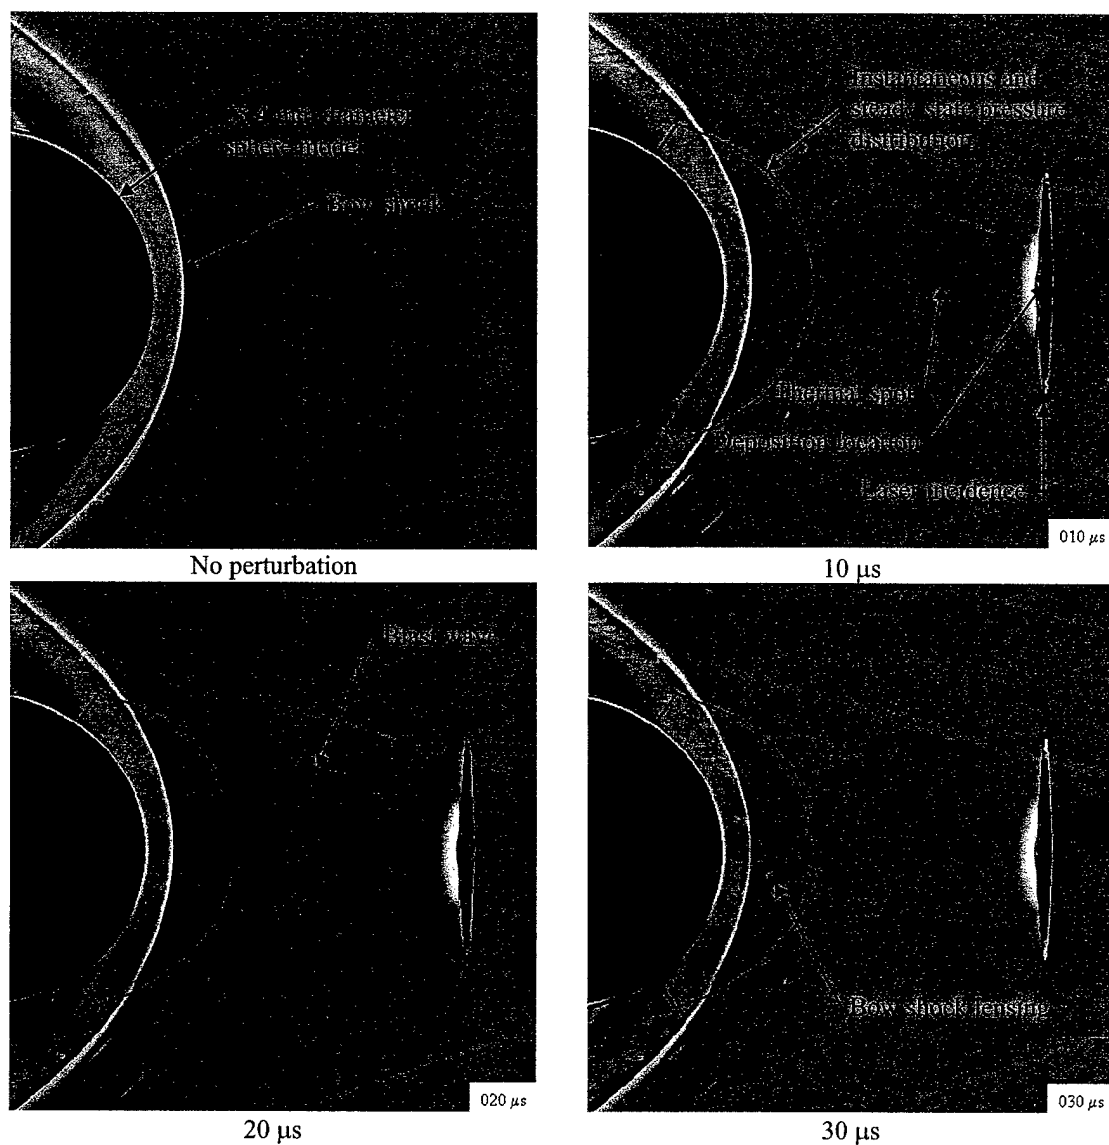 diameter
sphere model
Bow shock
No perturbation
Instantaneous and
steady state pressure
distribution
Thermal spot
Deposition location
Laser incidence
010 μs
10 μs
Blast wave
020 μs
20 μs
Bow shock lensing
030 μs
30 μs